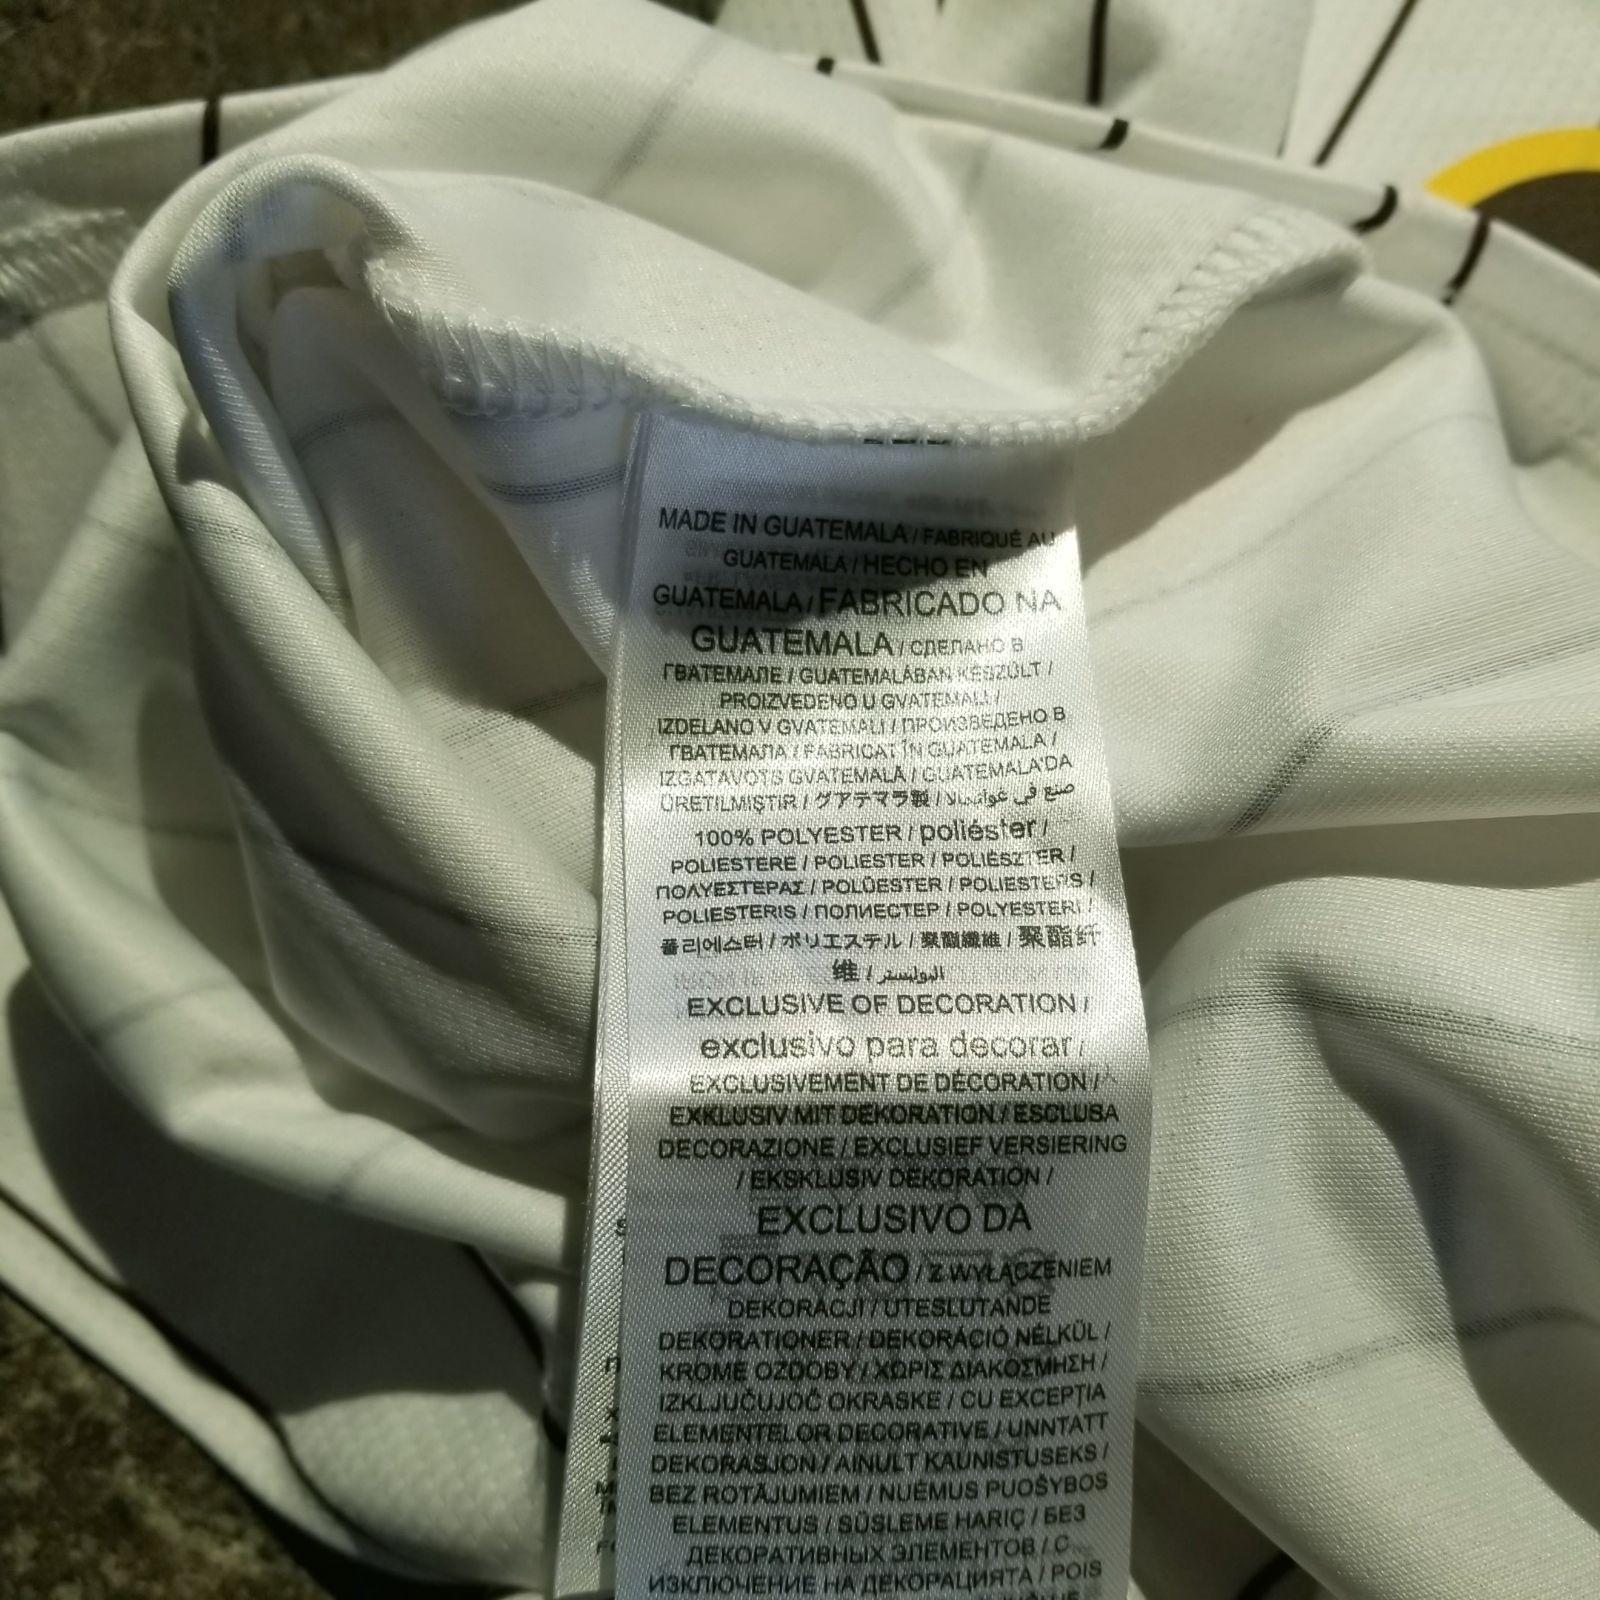 MADE IN GUATEMALA / FABRIQUÉ AU
GUATEMALA / HECHO EN
GUATEMALA / FABRICADO NA
GUATEMALA / СДЕЛАНО В
ГВАТЕМАЛЕ / GUATEMALÁBAN KÉSZÜLT /
PROIZVEDENO U GVATEMALI /
IZDELANO V GVATEMALI / ПРОИЗВЕДЕНО В
ГВАТЕМАЛА / FABRICAT ÎN GUATEMALA /
IZGATAVOTS GVATEMALĀ / GUATEMALA'DA
ÜRETİLMİŞTİR / グアテマラ製 / صنع في غواتيمالا
100% POLYESTER / poliéster /
POLIESTERE / POLIESTER / POLIÉSZTER /
ΠΟΛΥΕΣΤΕΡΑΣ / POLÜESTER / POLIESTERS /
POLIESTERIS / ПОЛИЕСТЕР / POLYESTERI /
폴리에스터 / ポリエステル / 聚酯纖維 / 聚酯纤
维 / البوليستر
EXCLUSIVE OF DECORATION /
exclusivo para decorar /
EXCLUSIVEMENT DE DÉCORATION /
EXKLUSIV MIT DEKORATION / ESCLUSA
DECORAZIONE / EXCLUSIEF VERSIERING
/ EKSKLUSIV DEKORATION /
EXCLUSIVO DA
DECORAÇÃO / Z WYŁĄCZENIEM
DEKORACJI / UTESLUTANDE
DEKORATIONER / DEKORÁCIÓ NÉLKÜL /
KROMĚ OZDOBY / ΧΩΡΙΣ ΔΙΑΚΟΣΜΗΣΗ /
IZKLJUČUJOČ OKRASKE / CU EXCEPȚIA
ELEMENTELOR DECORATIVE / UNNTATT
DEKORASJON / AINULT KAUNISTUSEKS /
BEZ ROTĀJUMIEM / NUĖMUS PUOŠYBOS
ELEMENTUS / SÜSLEME HARİÇ / БЕЗ
ДЕКОРАТИВНЫХ ЭЛЕМЕНТОВ / С
ИЗКЛЮЧЕНИЕ НА ДЕКОРАЦИЯТА / POIS